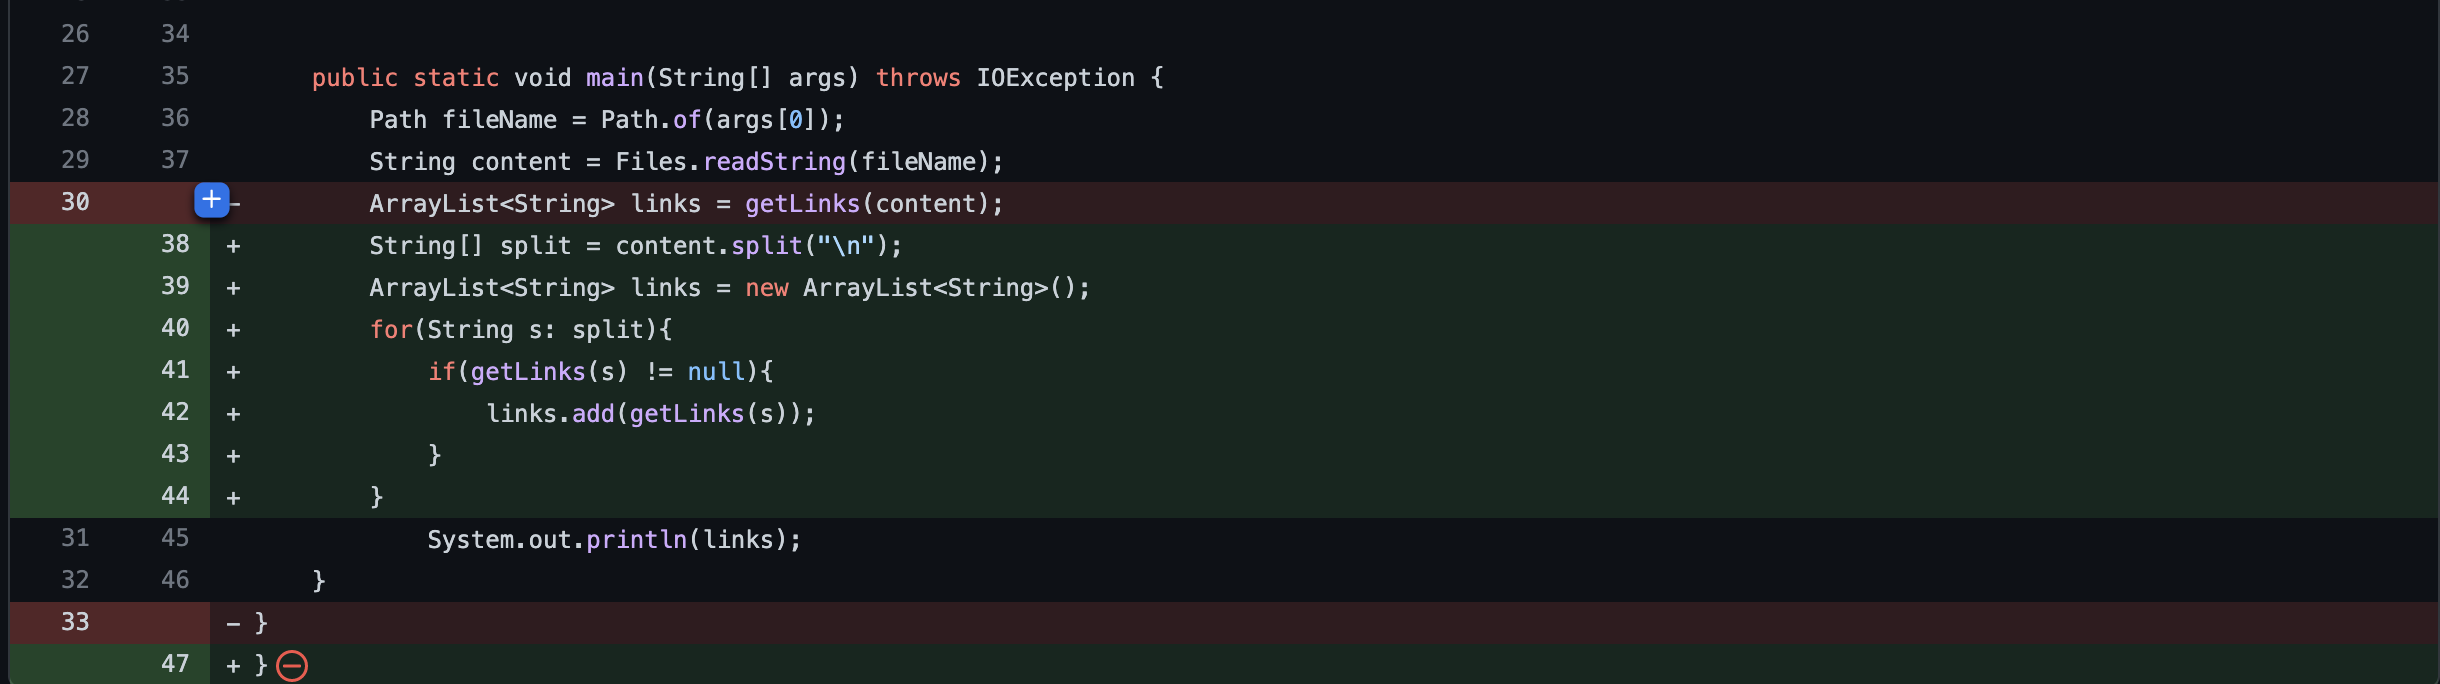 26 34
27 35 public static void main(String[] args) throws IOException {
28 36 Path fileName = Path.of(args[0]);
29 37 String content = Files.readString(fileName);
30 - ArrayList<String> links = getLinks(content);
38 + String[] split = content.split("\n");
39 + ArrayList<String> links = new ArrayList<String>();
40 + for(String s: split){
41 + if(getLinks(s) != null){
42 + links.add(getLinks(s));
43 + }
44 + }
31 45 System.out.println(links);
32 46 }
33 - }
47 + }